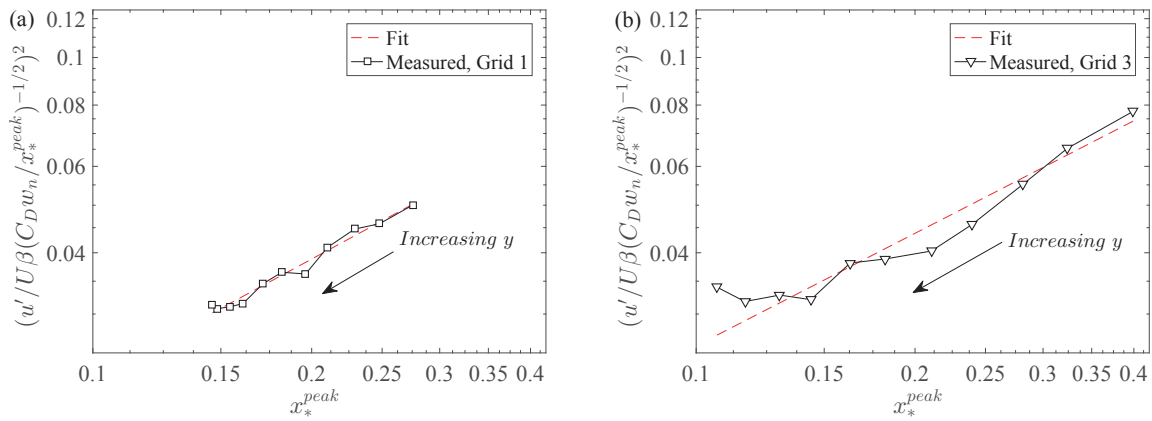 (a)
(u′/Uβ(C_D w_n/x_*^{peak})^{-1/2})^2
0.12
0.1
0.08
0.06
0.04
Fit
Measured, Grid 1
Increasing y
0.1 0.15 0.2 0.25 0.3 0.35 0.4
x_*^{peak}
(b)
(u′/Uβ(C_D w_n/x_*^{peak})^{-1/2})^2
0.12
0.1
0.08
0.06
0.04
Fit
Measured, Grid 3
Increasing y
0.1 0.15 0.2 0.25 0.3 0.35 0.4
x_*^{peak}